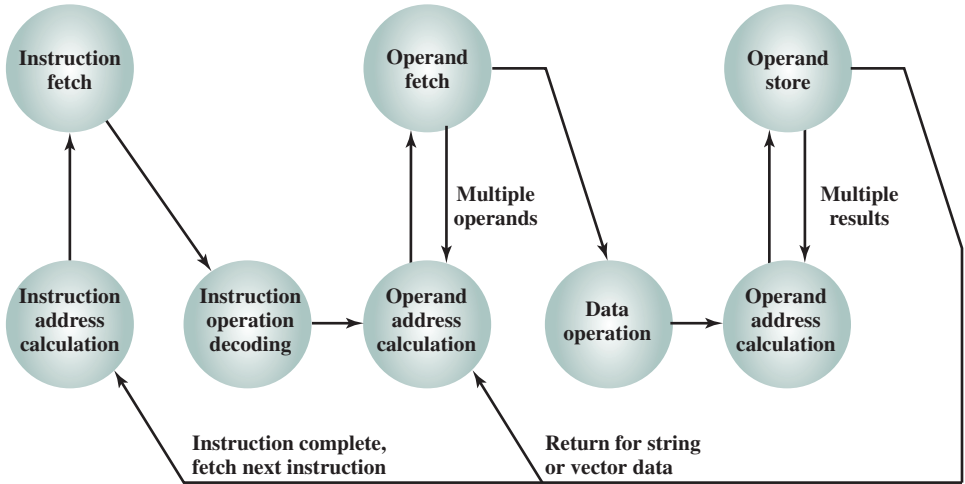 Instruction
fetch
Operand
fetch
Operand
store
Multiple
operands
Multiple
results
Instruction
address
calculation
Instruction
operation
decoding
Operand
address
calculation
Data
operation
Operand
address
calculation
Instruction complete,
fetch next instruction
Return for string
or vector data